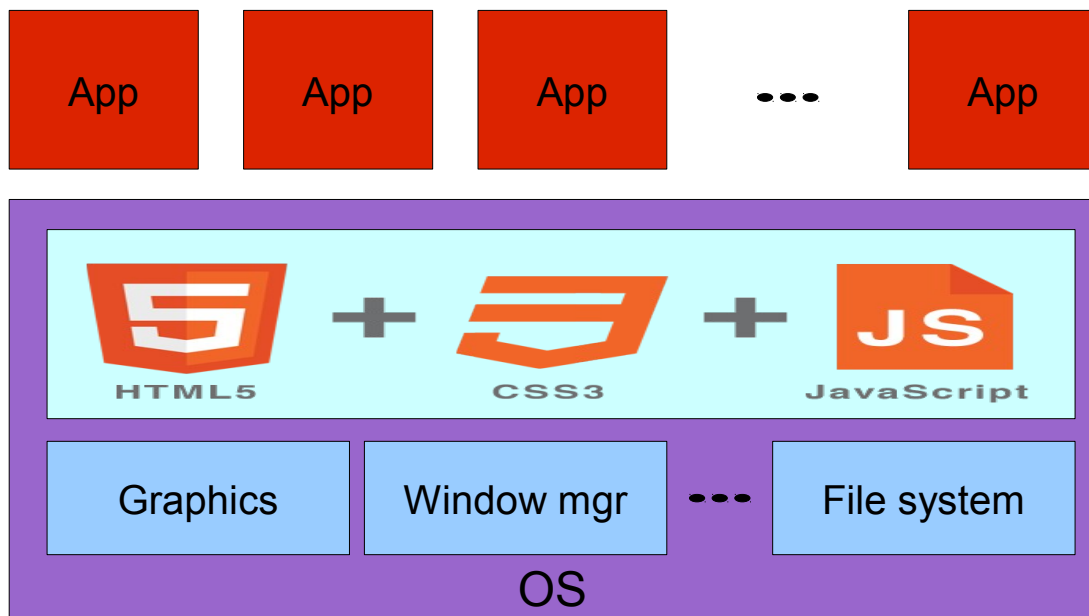 App
App
App
...
App
5
JS
HTML5 + CSS3 + JavaScript
Graphics
Window mgr
...
File system
OS